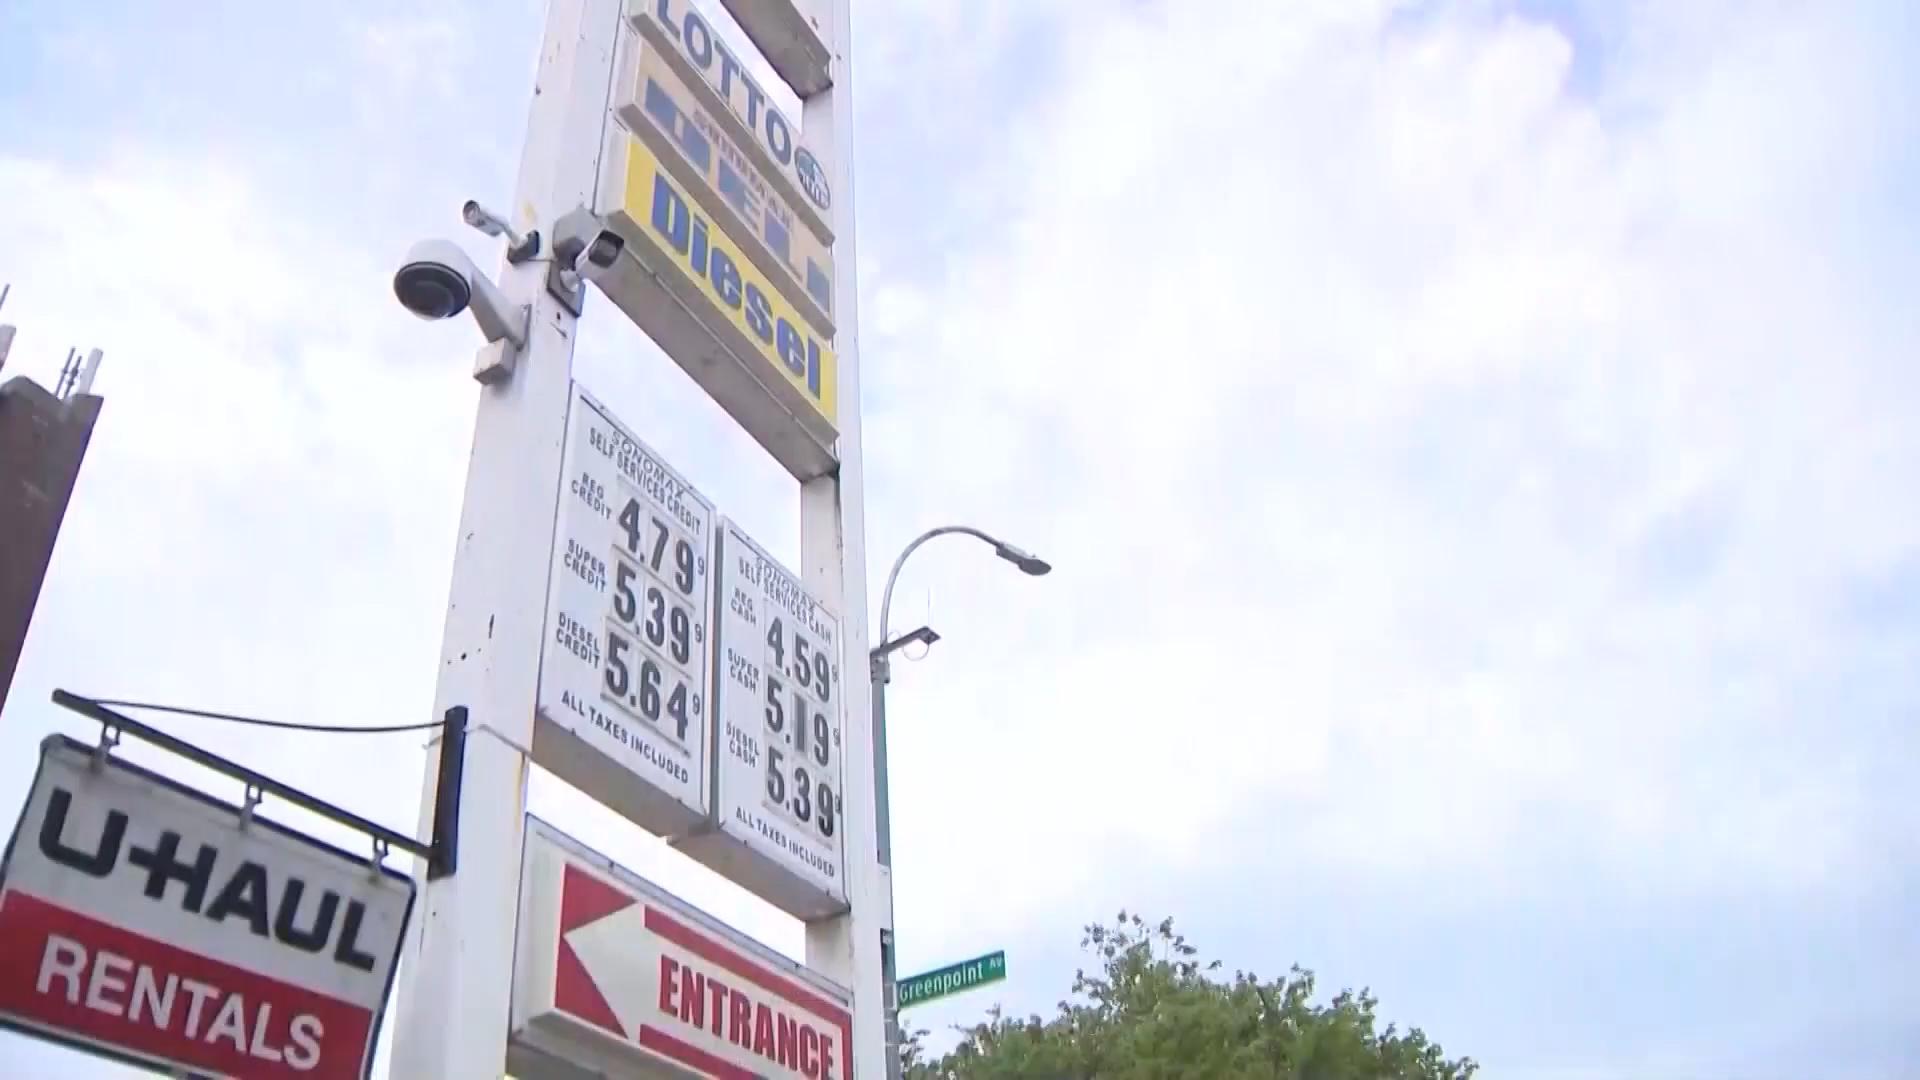 LOTTO
SONOMAX
DELI
Diesel
SONOMAX
SELF SERVICES CREDIT
REG CREDIT 4.79 9
SUPER CREDIT 5.39 9
DIESEL CREDIT 5.64 9
ALL TAXES INCLUDED
SONOMAX
SELF SERVICES CASH
REG CASH 4.59 9
SUPER CASH 5.19 9
DIESEL CASH 5.39 9
ALL TAXES INCLUDED
U-HAUL
RENTALS
ENTRANCE
Greenpoint AV